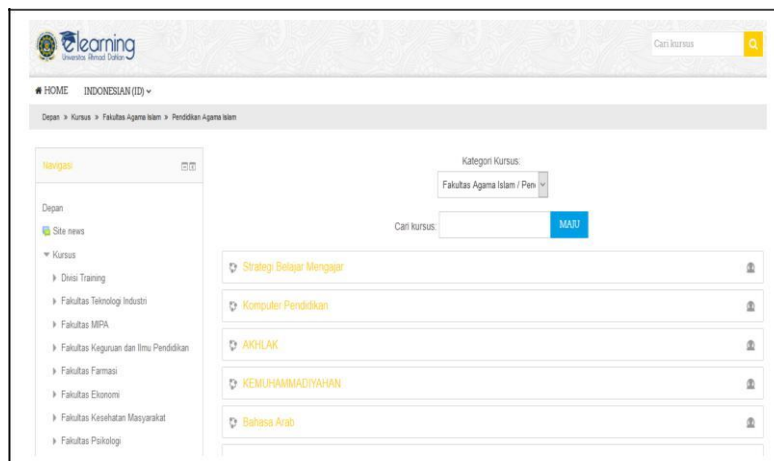 elearning
Universitas Ahmad Dahlan
Cari kursus
HOME INDONESIAN (ID)
Depan > Kursus > Fakultas Agama Islam > Pendidikan Agama Islam
Navigasi
Depan
Site news
Kursus
Divisi Training
Fakultas Teknologi Industri
Fakultas MIPA
Fakultas Keguruan dan Ilmu Pendidikan
Fakultas Farmasi
Fakultas Ekonomi
Fakultas Kesehatan Masyarakat
Fakultas Psikologi
Kategori Kursus:
Fakultas Agama Islam / Pen
Cari kursus:
MAJU
Strategi Belajar Mengajar
Komputer Pendidikan
AKHLAK
KEMUHAMMADIYAHAN
Bahasa Arab